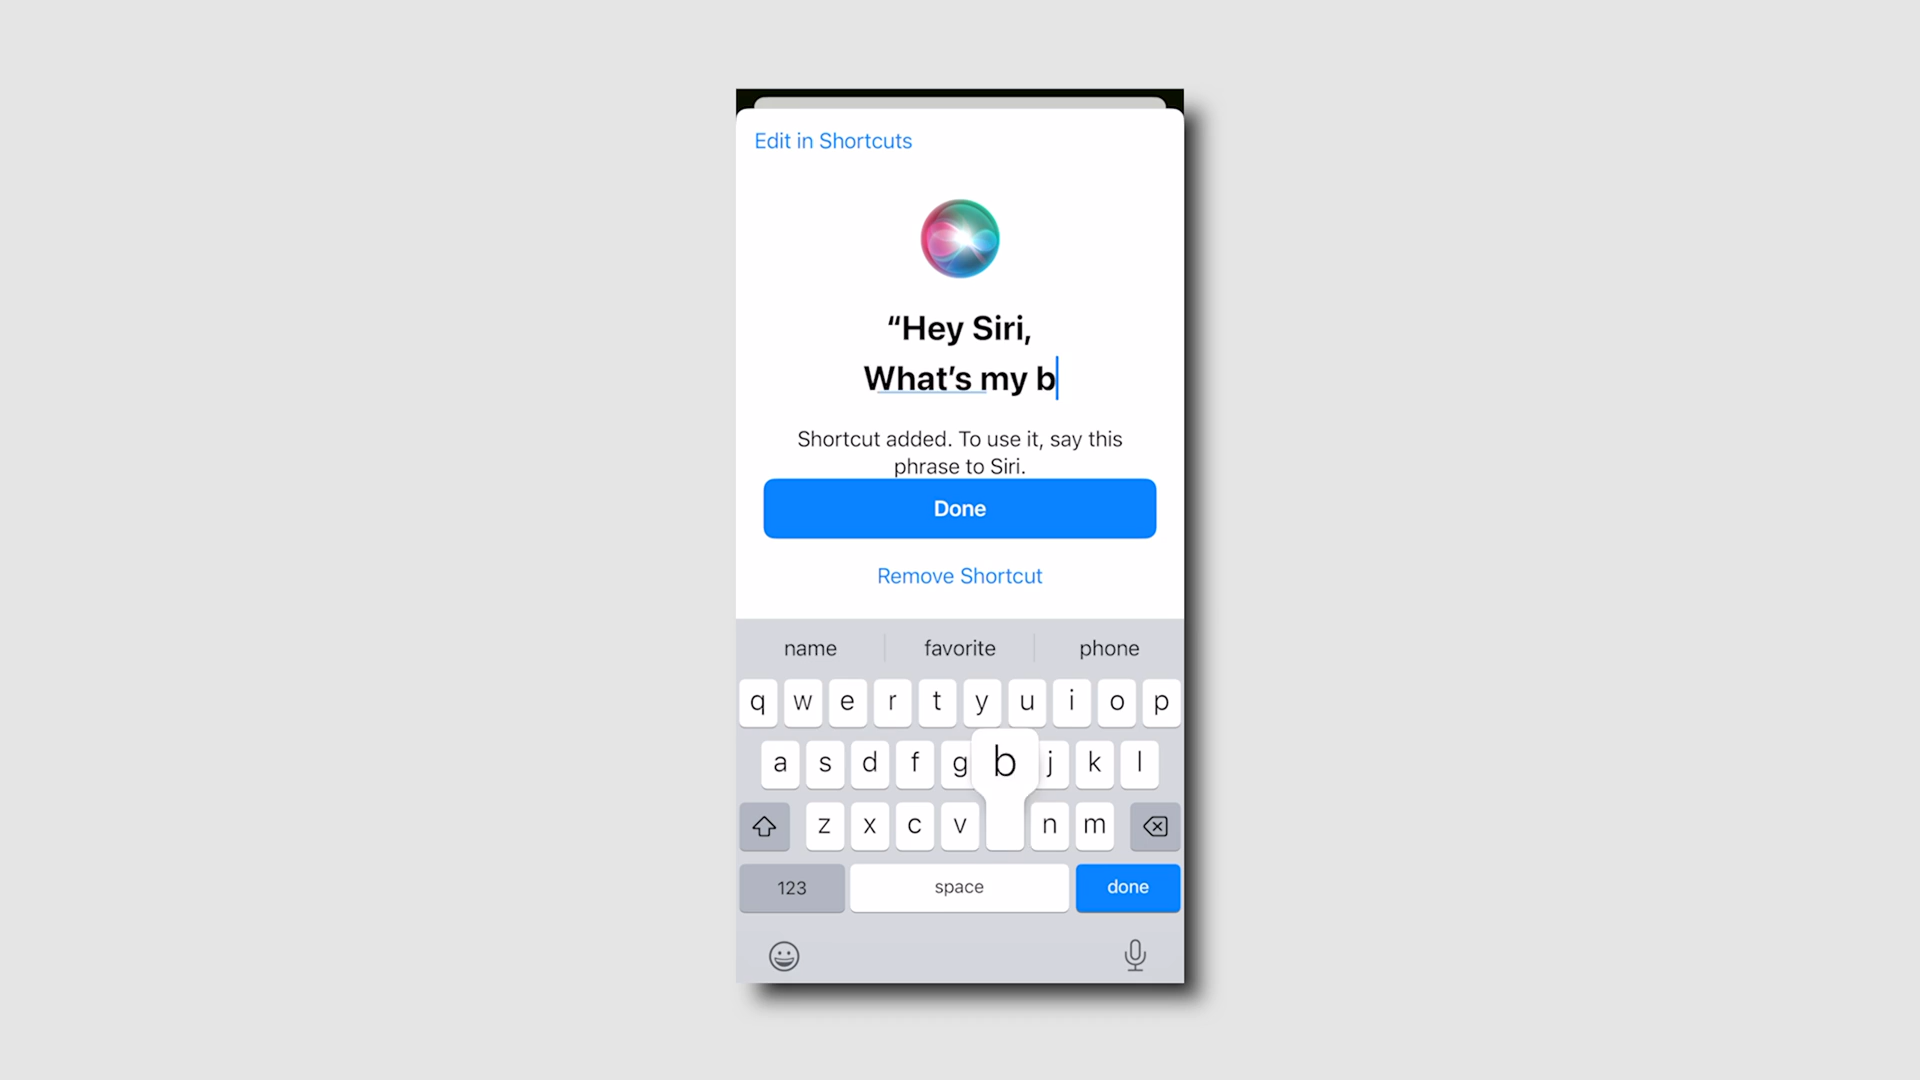 Edit in Shortcuts
“Hey Siri,
What’s my b
Shortcut added. To use it, say this
phrase to Siri.
Done
Remove Shortcut
name favorite phone
q w e r t y u i o p
a s d f g b j k l
z x c v n m
123 space done